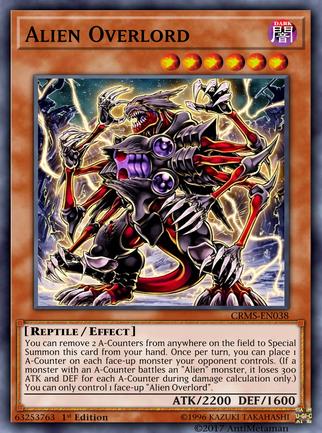 Alien Overlord
DARK
闇
CRMS-EN038
[Reptile / Effect]
You can remove 2 A-Counters from anywhere on the field to Special
Summon this card from your hand. Once per turn, you can place 1
A-Counter on each face-up monster your opponent controls. (If a
monster with an A-Counter battles an "Alien" monster, it loses 300
ATK and DEF for each A-Counter during damage calculation only.)
You can only control 1 face-up "Alien Overlord".
ATK/2200 DEF/1600
63253763 1st Edition ©1996 KAZUKI TAKAHASHI
©2017 AntiMetaman